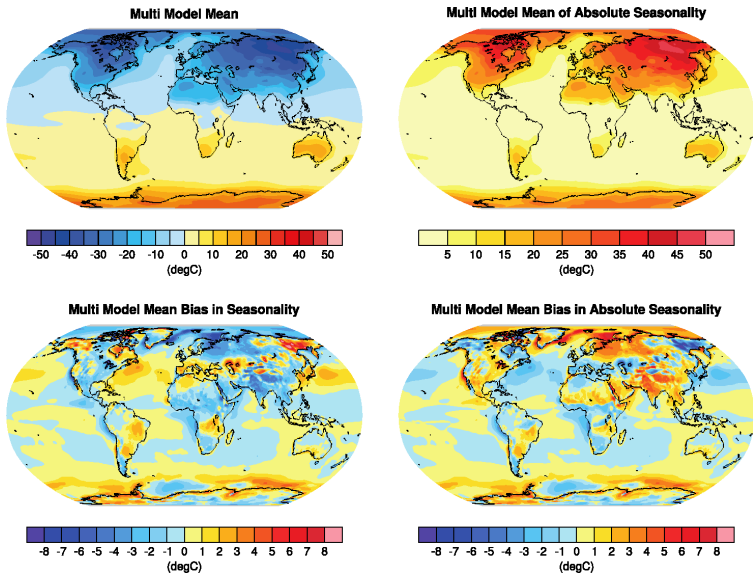 Multi Model Mean
Multi Model Mean of Absolute Seasonality
-50 -40 -30 -20 -10 0 10 20 30 40 50
(degC)
5 10 15 20 25 30 35 40 45 50
(degC)
Multi Model Mean Bias in Seasonality
Multi Model Mean Bias in Absolute Seasonality
-8 -7 -6 -5 -4 -3 -2 -1 0 1 2 3 4 5 6 7 8
(degC)
-8 -7 -6 -5 -4 -3 -2 -1 0 1 2 3 4 5 6 7 8
(degC)